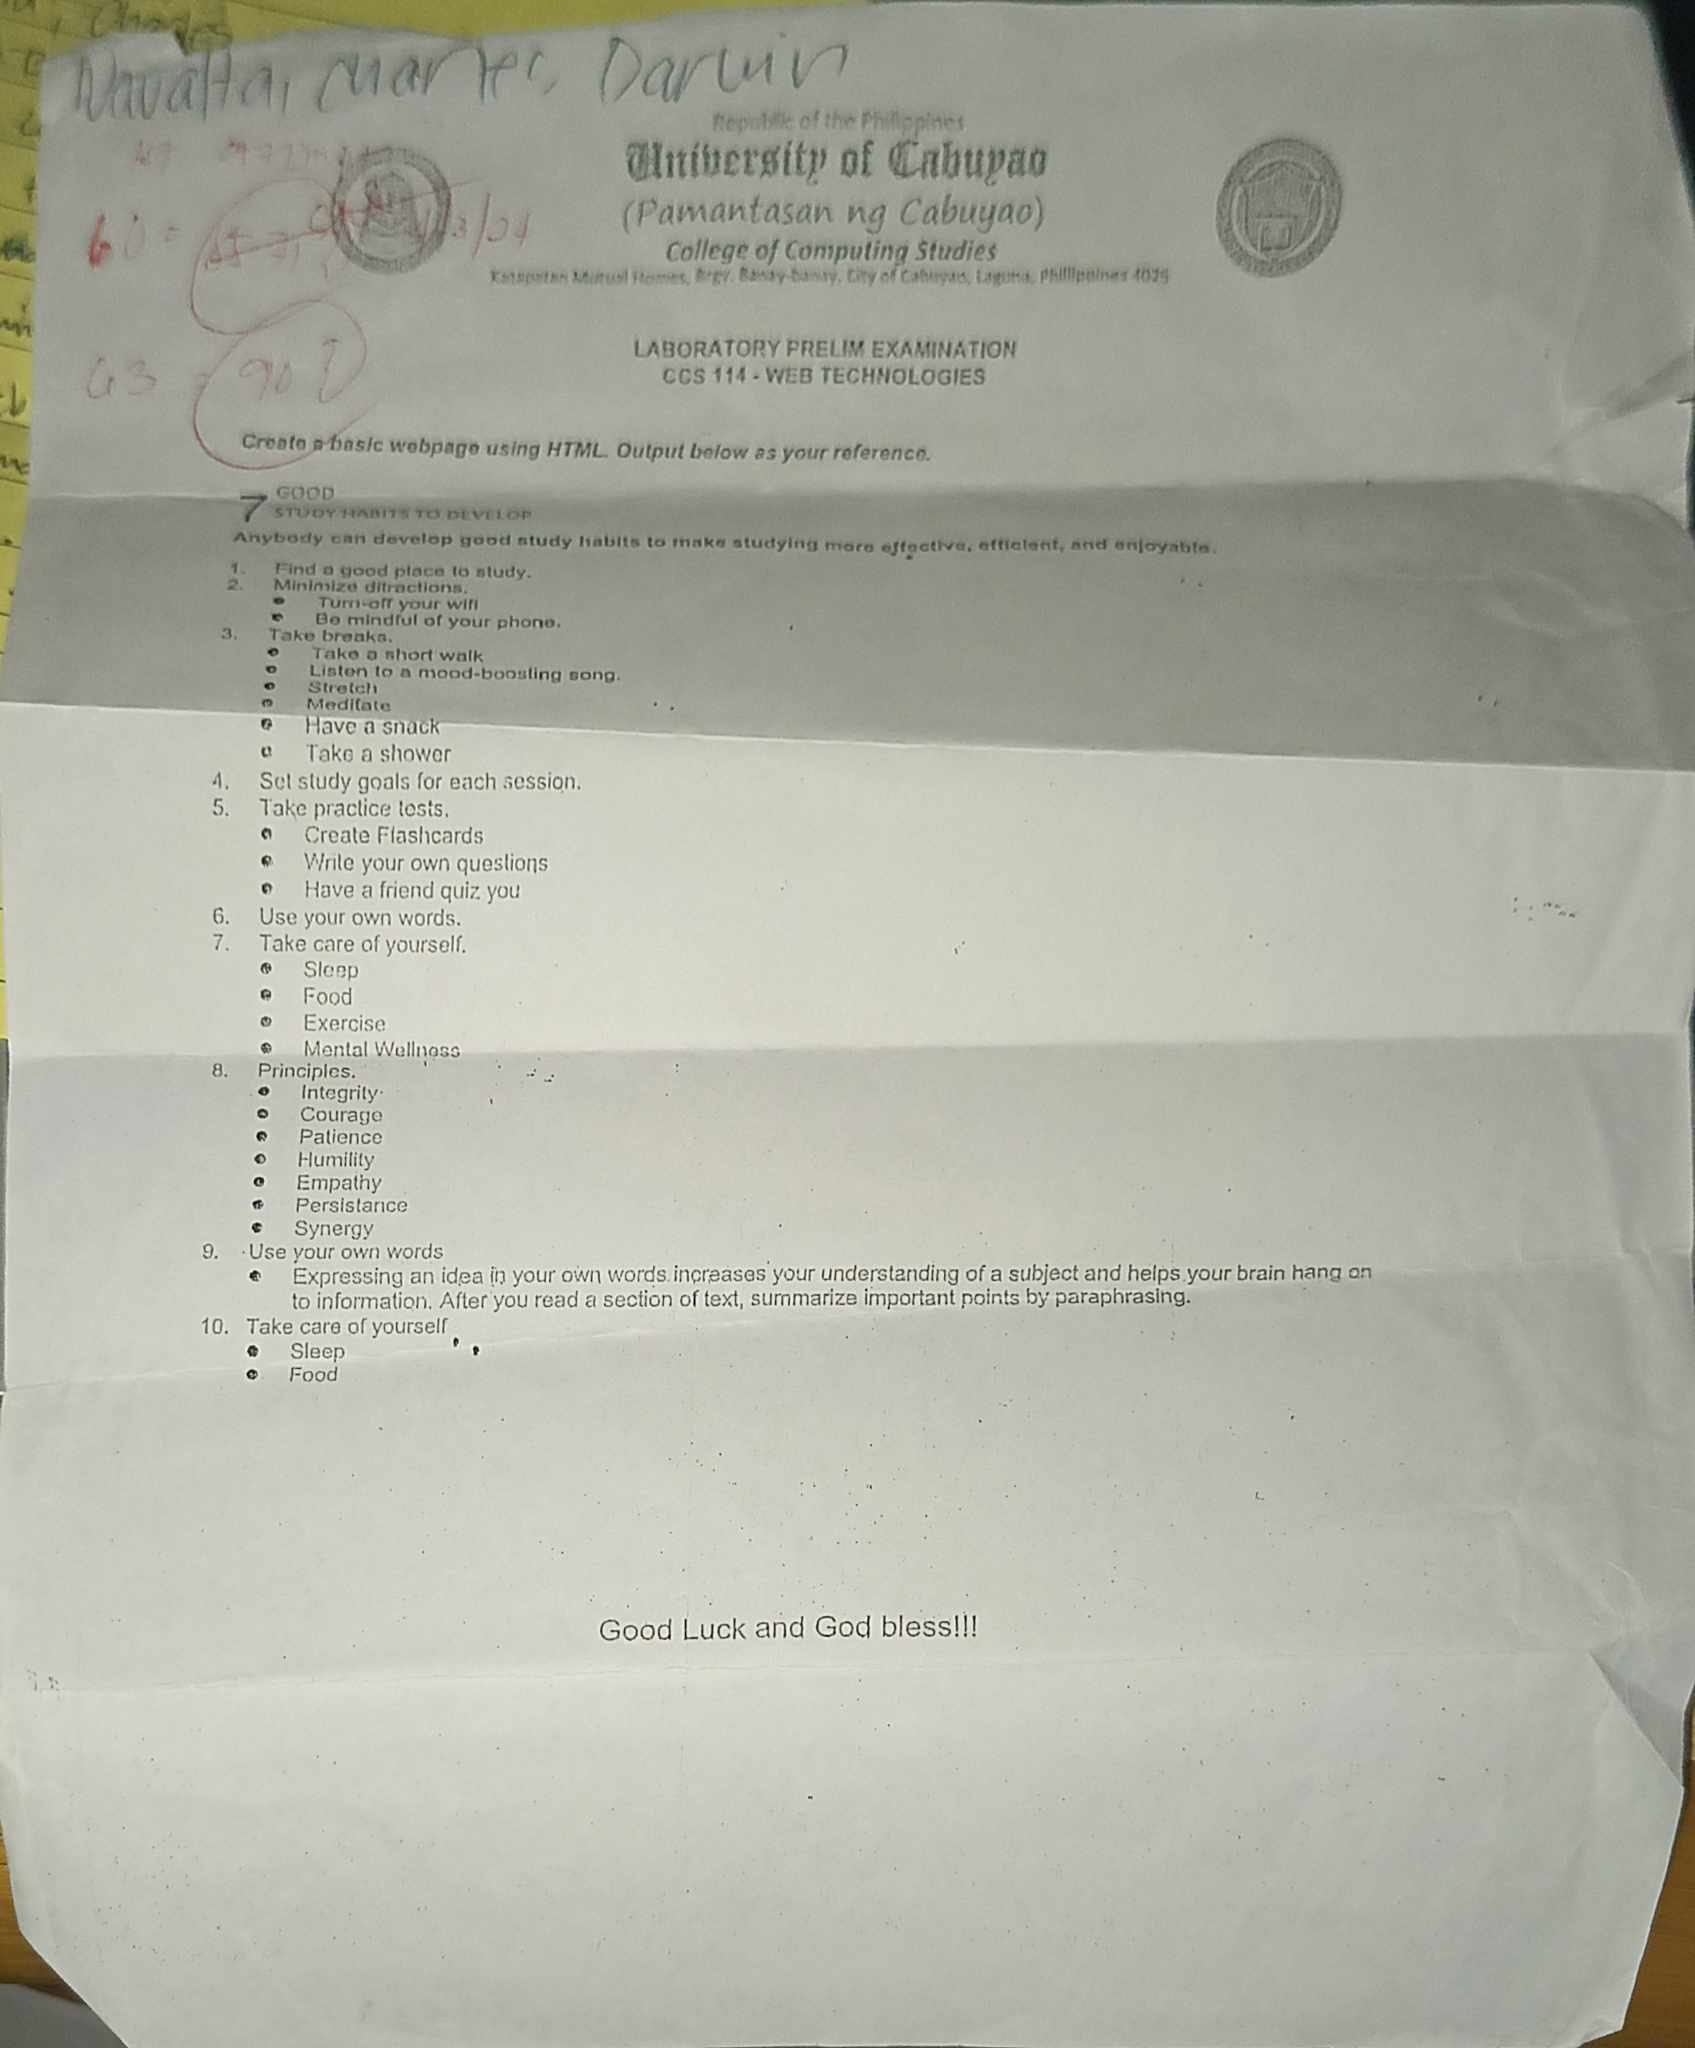 Navalta, Marter, Darwin
Republic of the Philippines
University of Cabuyao
(Pamantasan ng Cabuyao)
College of Computing Studies
Katapatan Mutual Homes, Brgy. Banay-banay, City of Cabuyao, Laguna, Phillippines 4025
60 =
G3 = 90
LABORATORY PRELIM EXAMINATION
CCS 114 - WEB TECHNOLOGIES
Create a basic webpage using HTML. Output below as your reference.
7 GOOD
STUDY HABITS TO DEVELOP
Anybody can develop good study habits to make studying more effective, efficient, and enjoyable.
1. Find a good place to study.
2. Minimize ditractions.
• Turn-off your wifi
• Be mindful of your phone.
3. Take breaks.
• Take a short walk
• Listen to a mood-boosting song.
• Stretch
• Meditate
• Have a snack
• Take a shower
4. Set study goals for each session.
5. Take practice tests.
• Create Flashcards
• Write your own questions
• Have a friend quiz you
6. Use your own words.
7. Take care of yourself.
• Sleep
• Food
• Exercise
• Mental Wellness
8. Principles.
• Integrity
• Courage
• Patience
• Humility
• Empathy
• Persistance
• Synergy
9. Use your own words
• Expressing an idea in your own words increases your understanding of a subject and helps your brain hang on
to information. After you read a section of text, summarize important points by paraphrasing.
10. Take care of yourself
• Sleep
• Food
Good Luck and God bless!!!